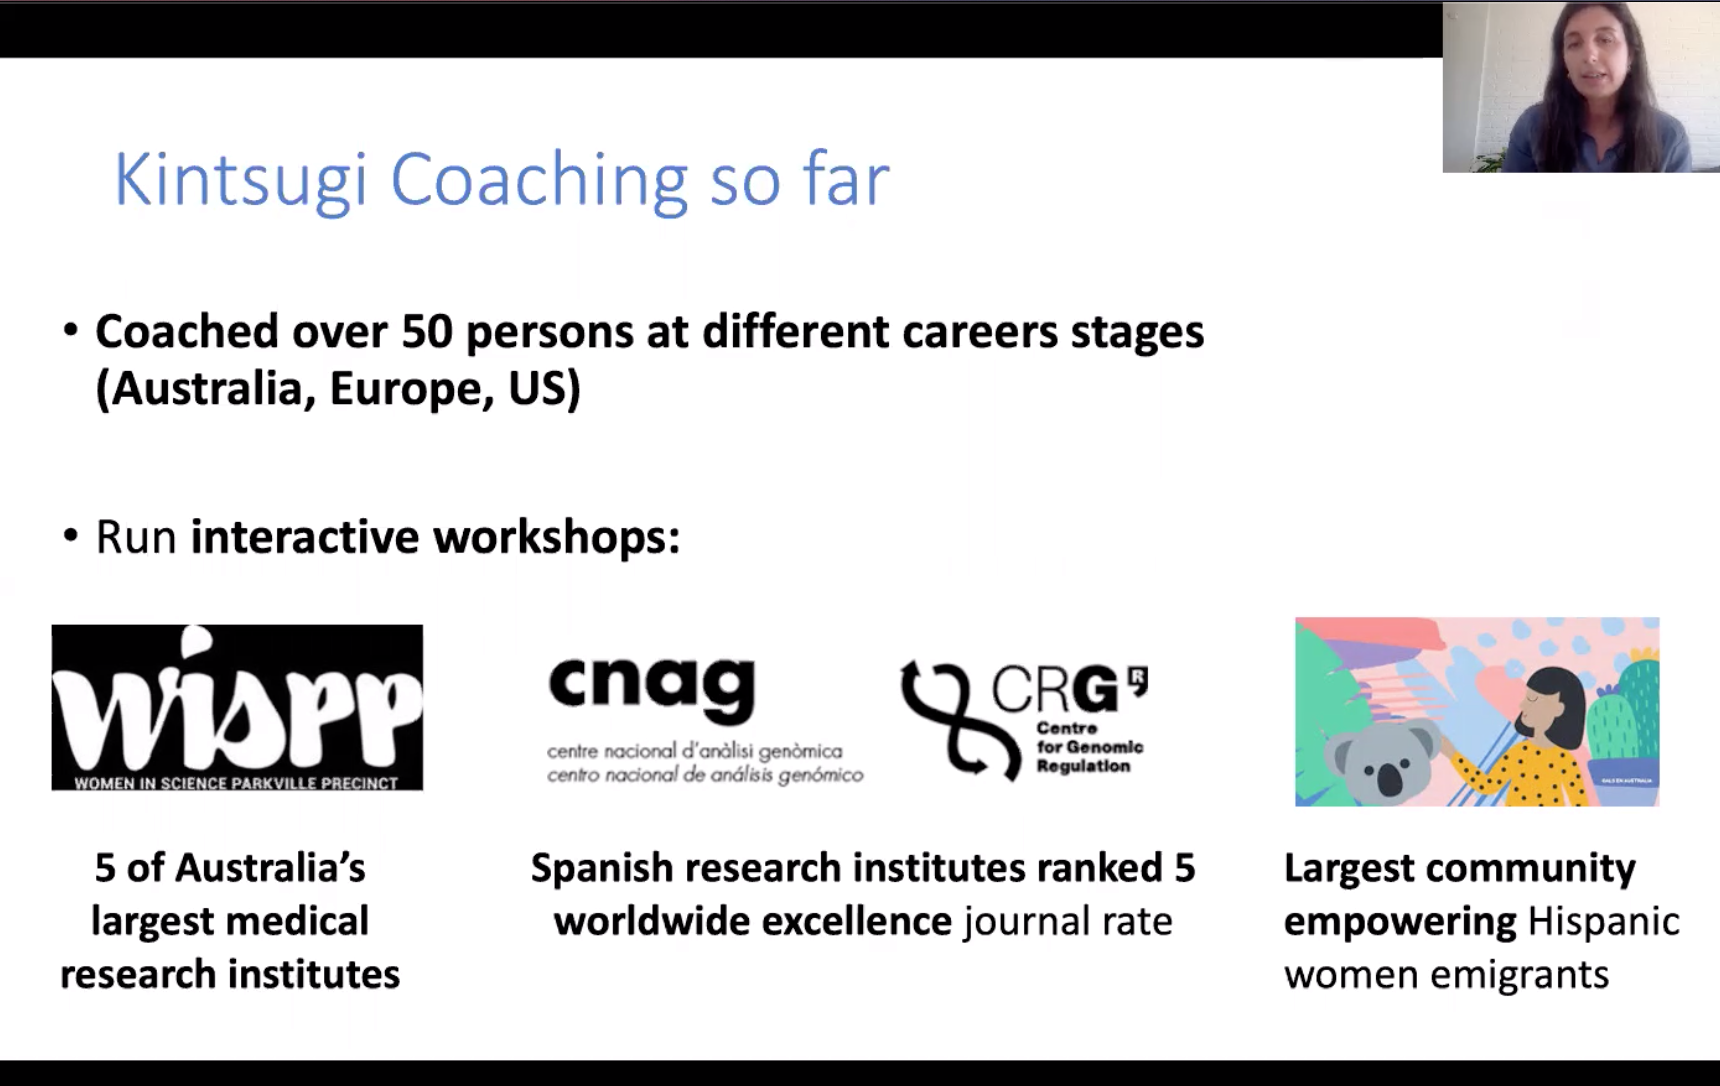 Kintsugi Coaching so far
• Coached over 50 persons at different careers stages
(Australia, Europe, US)
• Run interactive workshops:
wispp
WOMEN IN SCIENCE PARKVILLE PRECINCT
cnag
centre nacional d'anàlisi genòmica
centro nacional de análisis genómico
CRG R
Centre
for Genomic
Regulation
GALS EN AUSTRALIA
5 of Australia’s
largest medical
research institutes
Spanish research institutes ranked 5
worldwide excellence journal rate
Largest community
empowering Hispanic
women emigrants